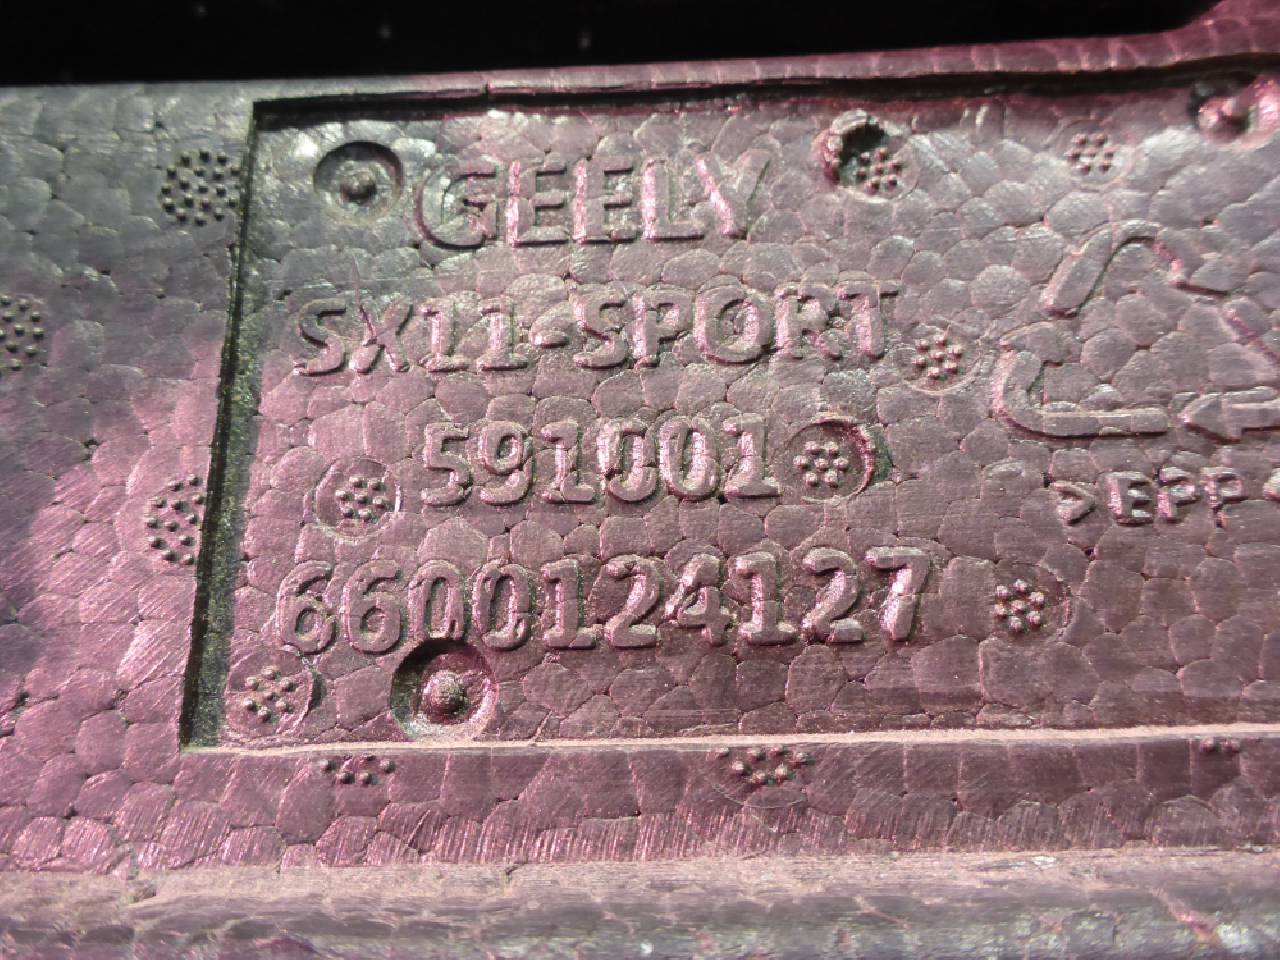 GEELY
SX11-SPORT
591001
>EPP
6600124127